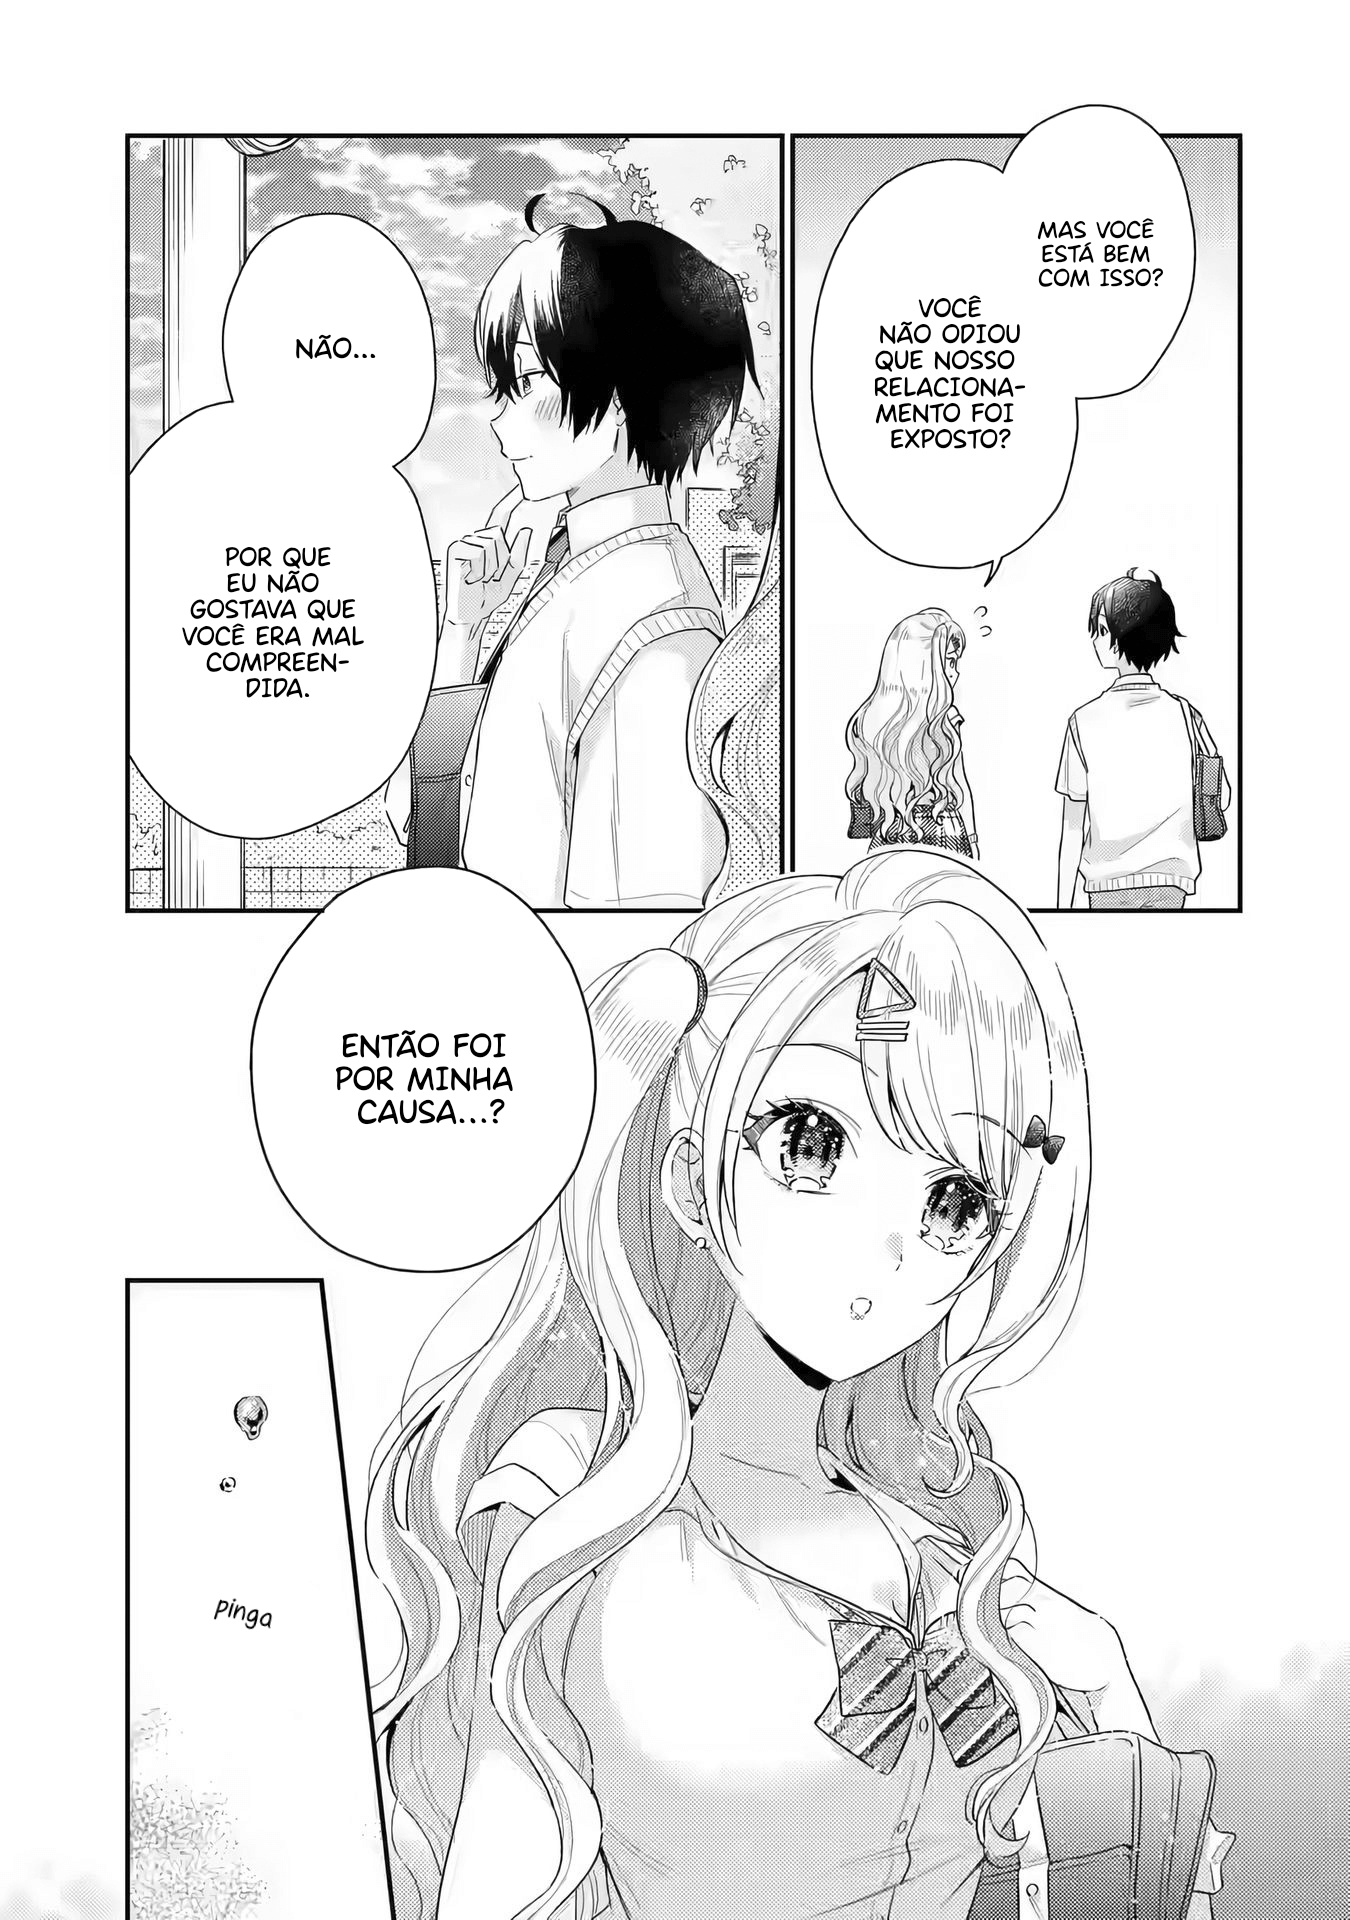 MAS VOCÊ
ESTÁ BEM
COM ISSO?
VOCÊ
NÃO ODIOU
QUE NOSSO
RELACIONA-
MENTO FOI
EXPOSTO?
NÃO...
POR QUE
EU NÃO
GOSTAVA QUE
VOCÊ ERA MAL
COMPREEN-
DIDA.
ENTÃO FOI
POR MINHA
CAUSA...?
PINGA